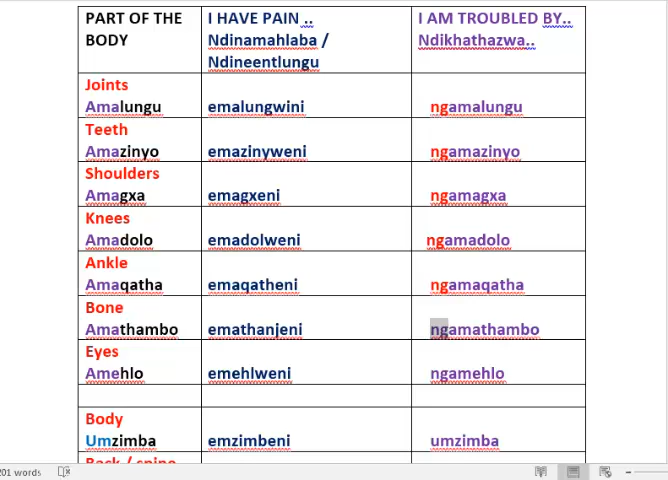 PART OF THE BODY
I HAVE PAIN ..
Ndinamahlaba /
Ndineentlungu
I AM TROUBLED BY..
Ndikhathazwa..
Joints
Amalungu
emalungwini
ngamalungu
Teeth
Amazinyo
emazinyweni
ngamazinyo
Shoulders
Amagxa
emagxeni
ngamagxa
Knees
Amadolo
emadolweni
ngamadolo
Ankle
Amaqatha
emaqatheni
ngamaqatha
Bone
Amathambo
emathanjeni
ngamathambo
Eyes
Amehlo
emehlweni
ngamehlo
Body
Umzimba
emzimbeni
umzimba
Back / spine
201 words